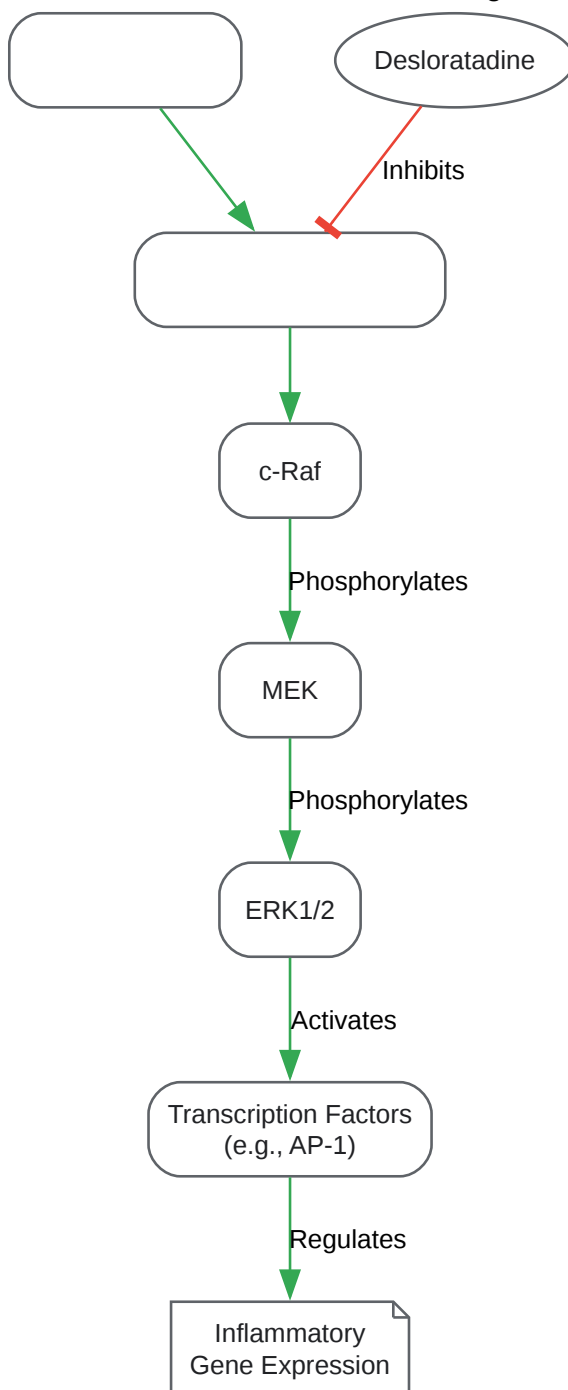 Desloratadine
Inhibits
c-Raf
Phosphorylates
MEK
Phosphorylates
ERK1/2
Activates
Transcription Factors
(e.g., AP-1)
Regulates
Inflammatory
Gene Expression